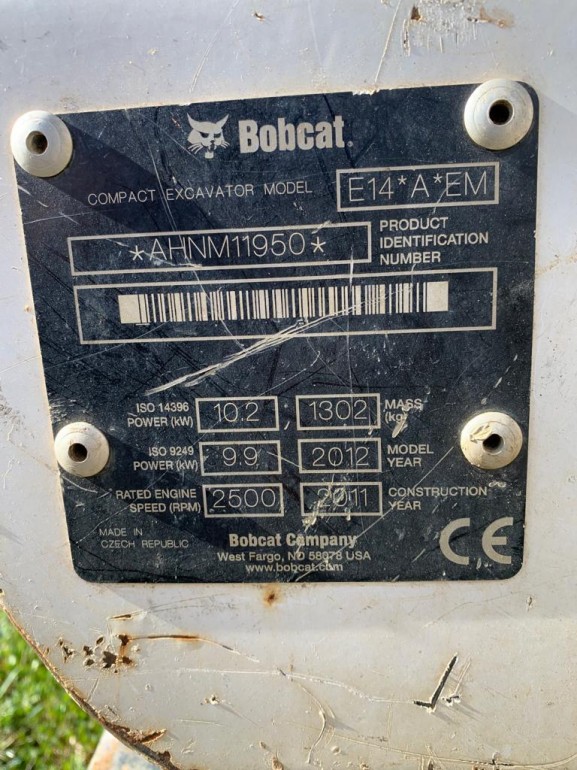 Bobcat
COMPACT EXCAVATOR MODEL E14*A*EM
*AHNM11950* PRODUCT IDENTIFICATION NUMBER
ISO 14396 POWER (kW) 10.2 1302 MASS (kg)
ISO 9249 POWER (kW) 9.9 2012 MODEL YEAR
RATED ENGINE SPEED (RPM) 2500 2011 CONSTRUCTION YEAR
MADE IN CZECH REPUBLIC
Bobcat Company
West Fargo, ND 58078 USA
www.bobcat.com
CE